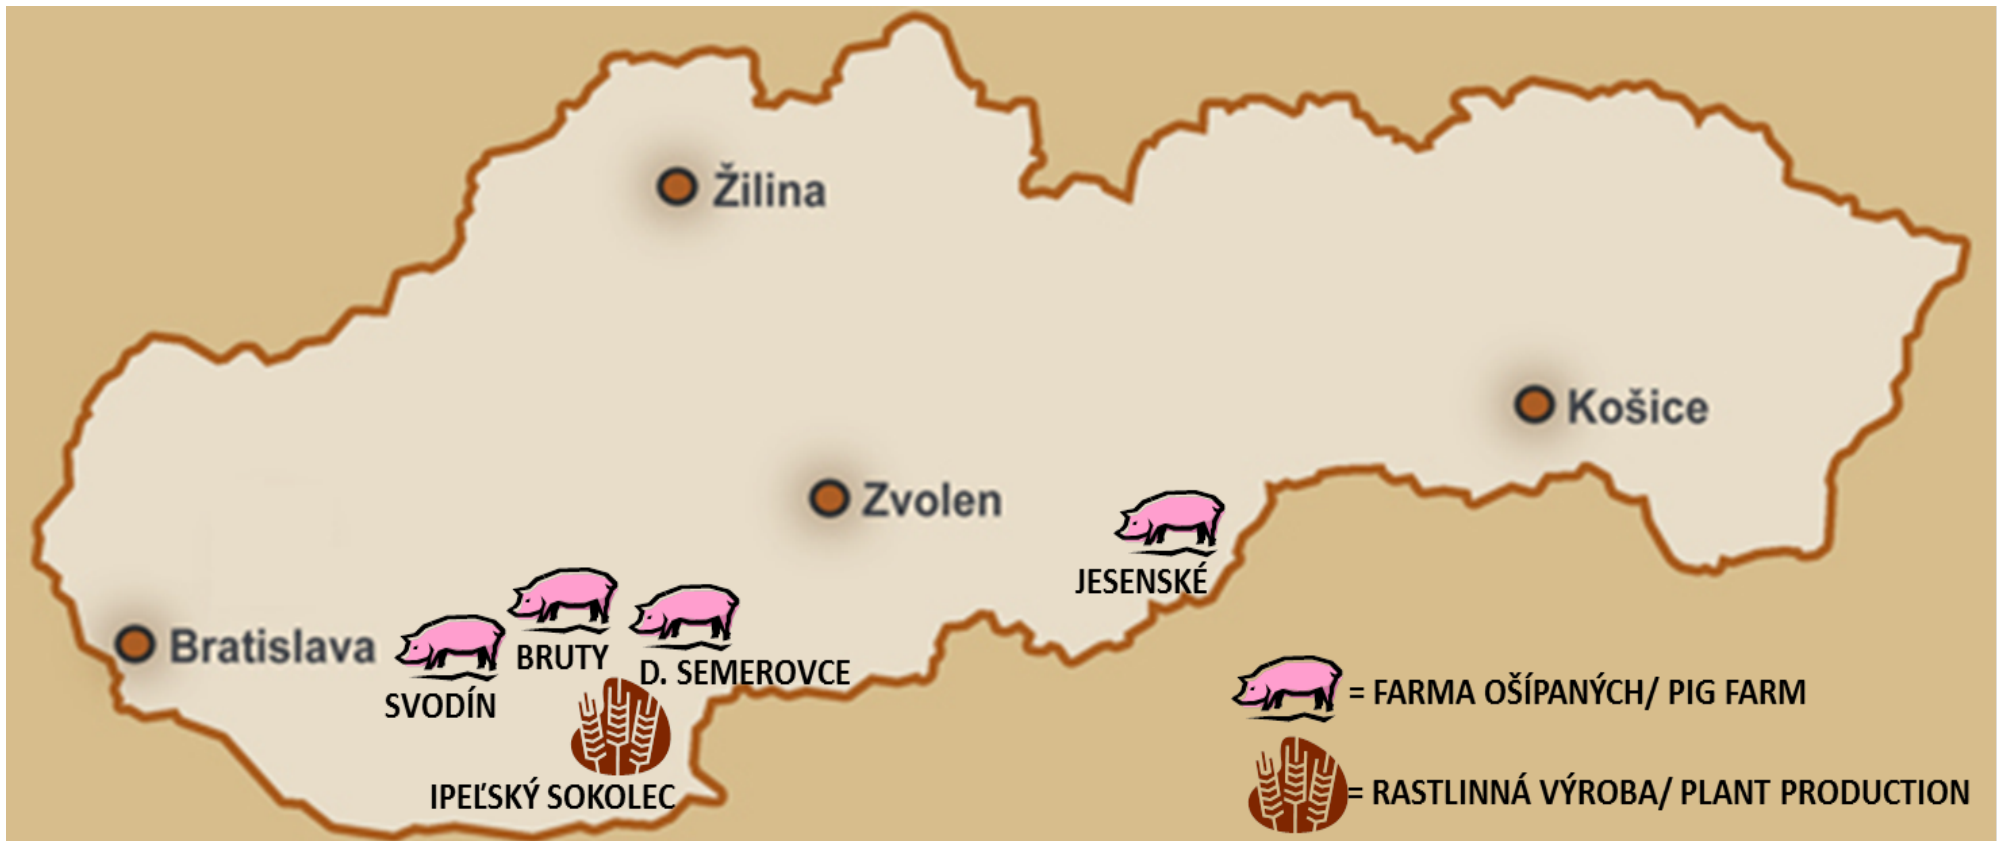 Žilina
Košice
Zvolen
JESENSKÉ
Bratislava
BRUTY
D. SEMEROVCE
SVODÍN
= FARMA OŠÍPANÝCH/ PIG FARM
IPEĽSKÝ SOKOLEC
= RASTLINNÁ VÝROBA/ PLANT PRODUCTION